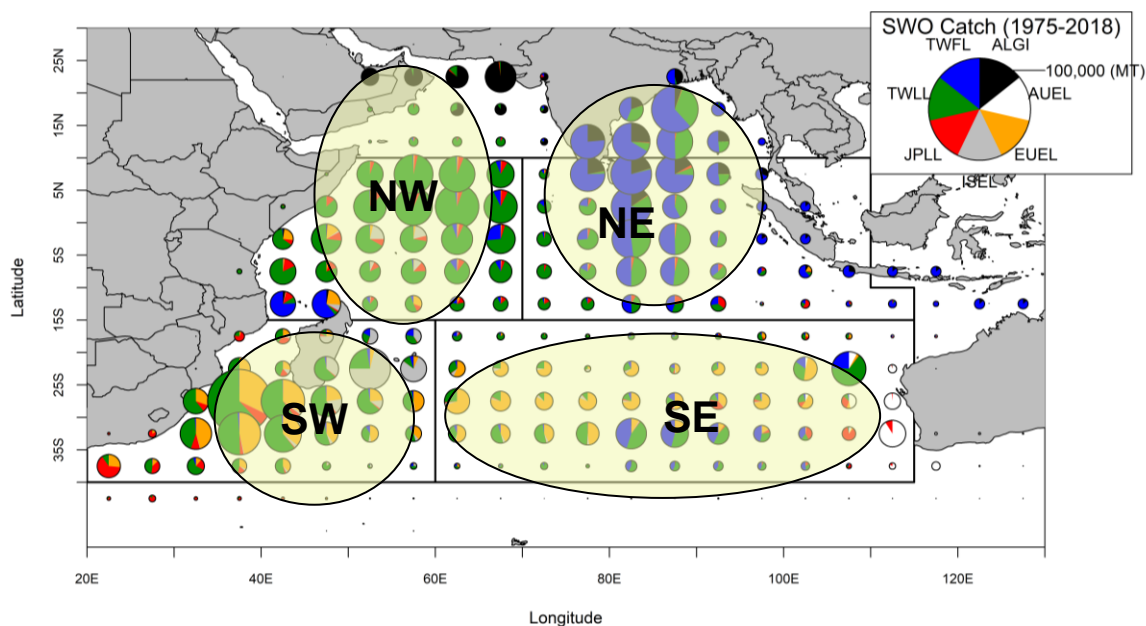 SWO Catch (1975-2018)
TWFL ALGI
100,000 (MT)
TWLL AUEL
JPLL EUEL
ISEL
25N
15N
5N
5S
15S
25S
35S
Latitude
NW
NE
SW
SE
20E 40E 60E 80E 100E 120E
Longitude